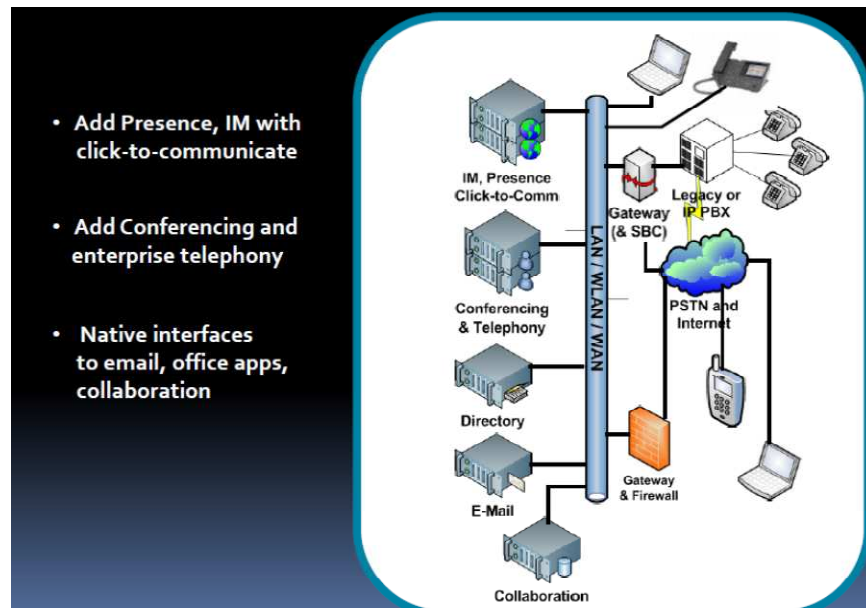 • Add Presence, IM with
click-to-communicate
• Add Conferencing and
enterprise telephony
• Native interfaces
to email, office apps,
collaboration
IM, Presence
Click-to-Comm
Conferencing
& Telephony
Directory
E-Mail
Collaboration
LAN / WLAN / WAN
Gateway
(& SBC)
Legacy or
IP PBX
PSTN and
Internet
Gateway
& Firewall